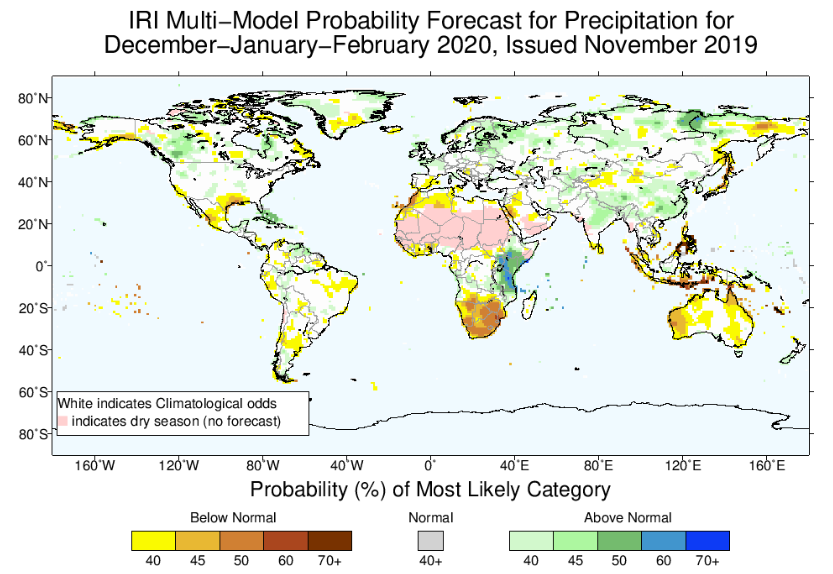 IRI Multi−Model Probability Forecast for Precipitation for
December−January−February 2020, Issued November 2019
80˚N
60˚N
40˚N
20˚N
0˚
20˚S
40˚S
60˚S
80˚S
White indicates Climatological odds
indicates dry season (no forecast)
160˚W 120˚W 80˚W 40˚W 0˚ 40˚E 80˚E 120˚E 160˚E
Probability (%) of Most Likely Category
Below Normal Normal Above Normal
40 45 50 60 70+ 40+ 40 45 50 60 70+